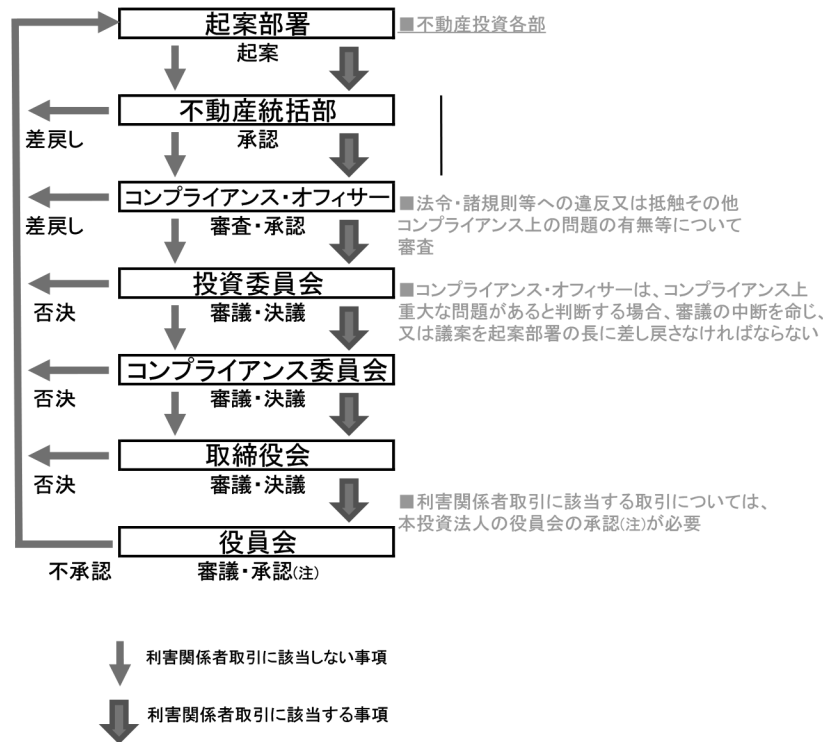 起案部署
■不動産投資各部
起案
不動産統括部
差戻し
承認
コンプライアンス・オフィサー
■法令・諸規則等への違反又は抵触その他
コンプライアンス上の問題の有無等について
審査
差戻し
審査・承認
投資委員会
■コンプライアンス・オフィサーは、コンプライアンス上
重大な問題があると判断する場合、審議の中断を命じ、
又は議案を起案部署の長に差し戻さなければならない
否決
審議・決議
コンプライアンス委員会
否決
審議・決議
取締役会
否決
審議・決議
■利害関係者取引に該当する取引については、
本投資法人の役員会の承認(注)が必要
役員会
不承認
審議・承認(注)
利害関係者取引に該当しない事項
利害関係者取引に該当する事項